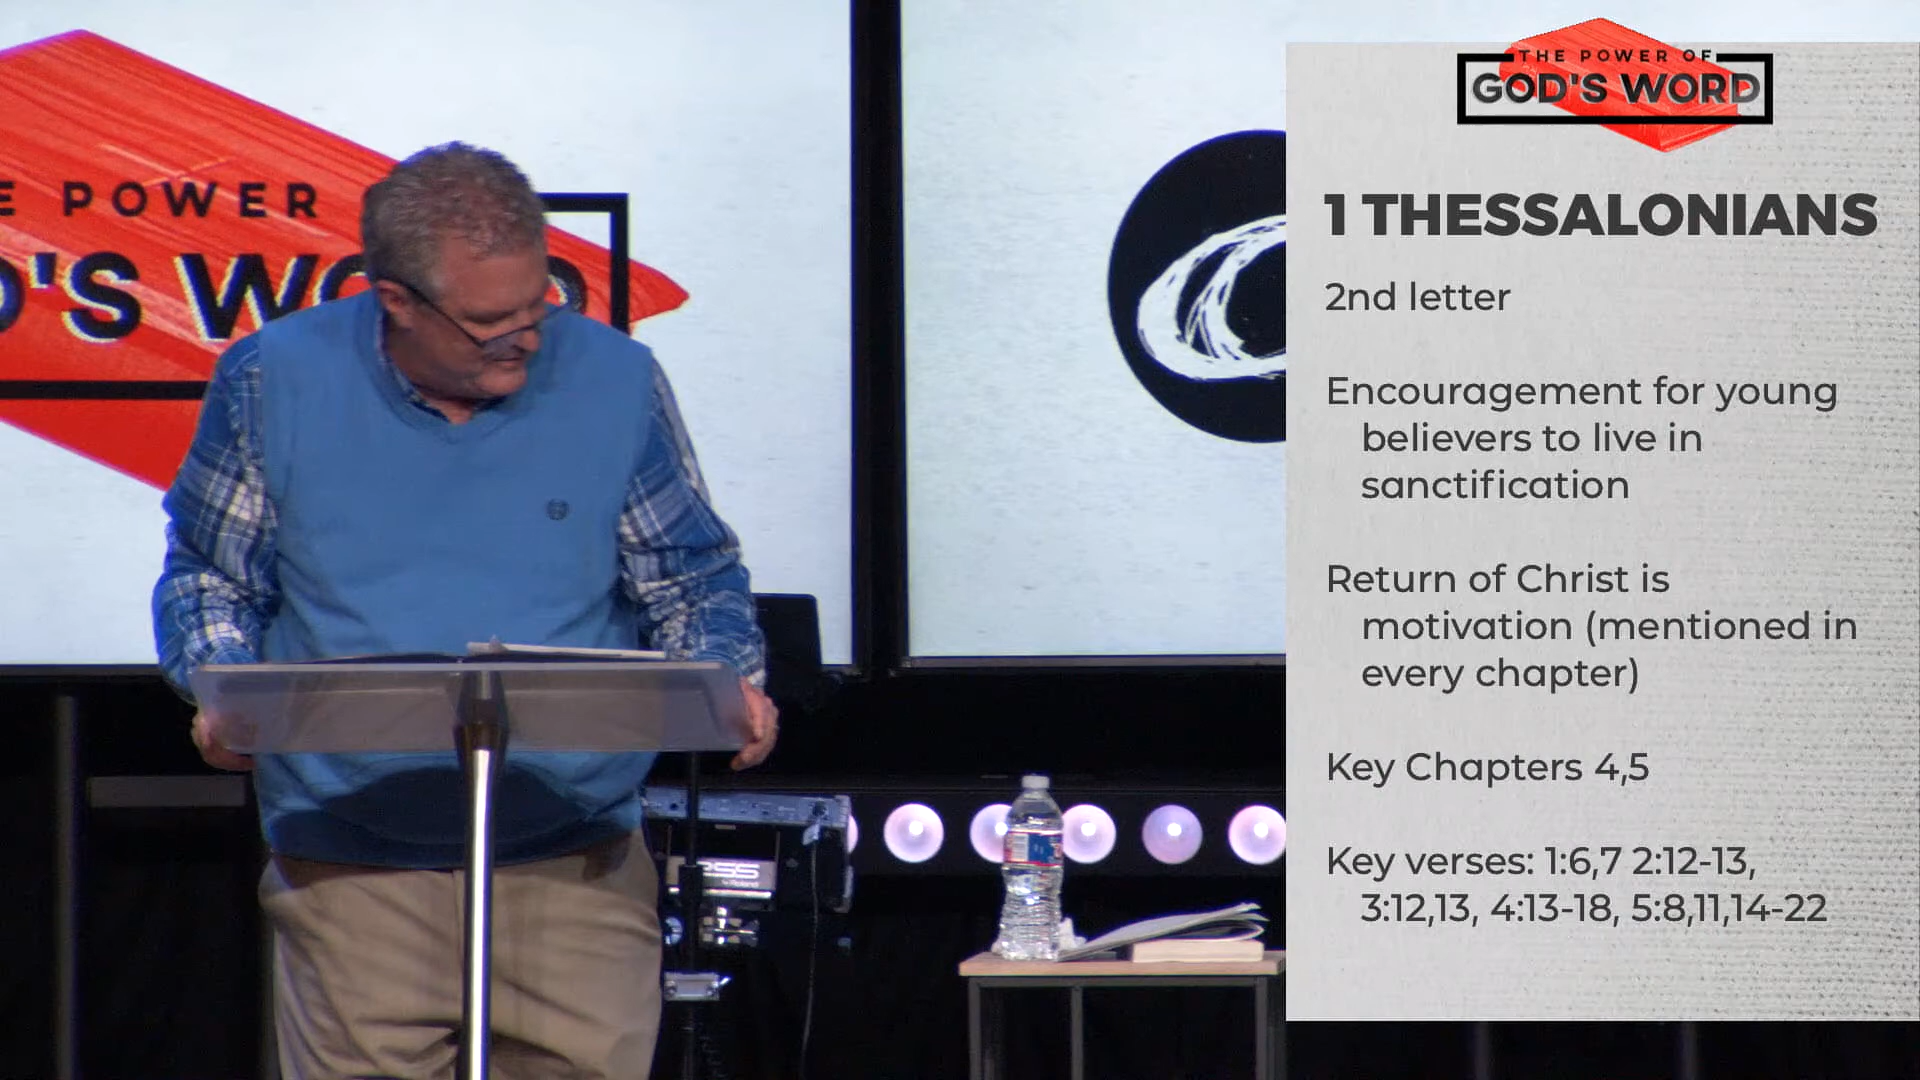 E POWER
D'S WO D
THE POWER OF
GOD'S WORD
1 THESSALONIANS
2nd letter
Encouragement for young
believers to live in
sanctification
Return of Christ is
motivation (mentioned in
every chapter)
Key Chapters 4,5
Key verses: 1:6,7 2:12-13,
3:12,13, 4:13-18, 5:8,11,14-22